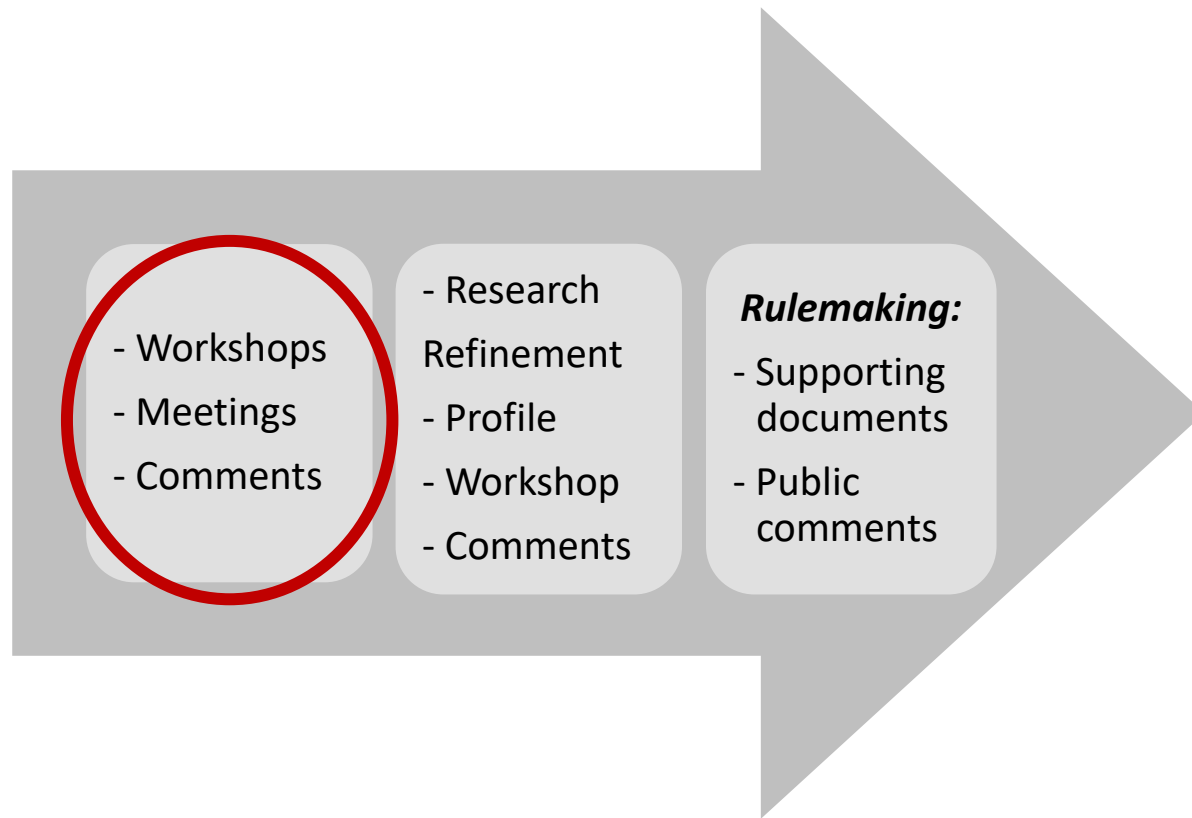 - Workshops
- Meetings
- Comments
- Research
Refinement
- Profile
- Workshop
- Comments
Rulemaking:
- Supporting
documents
- Public
comments